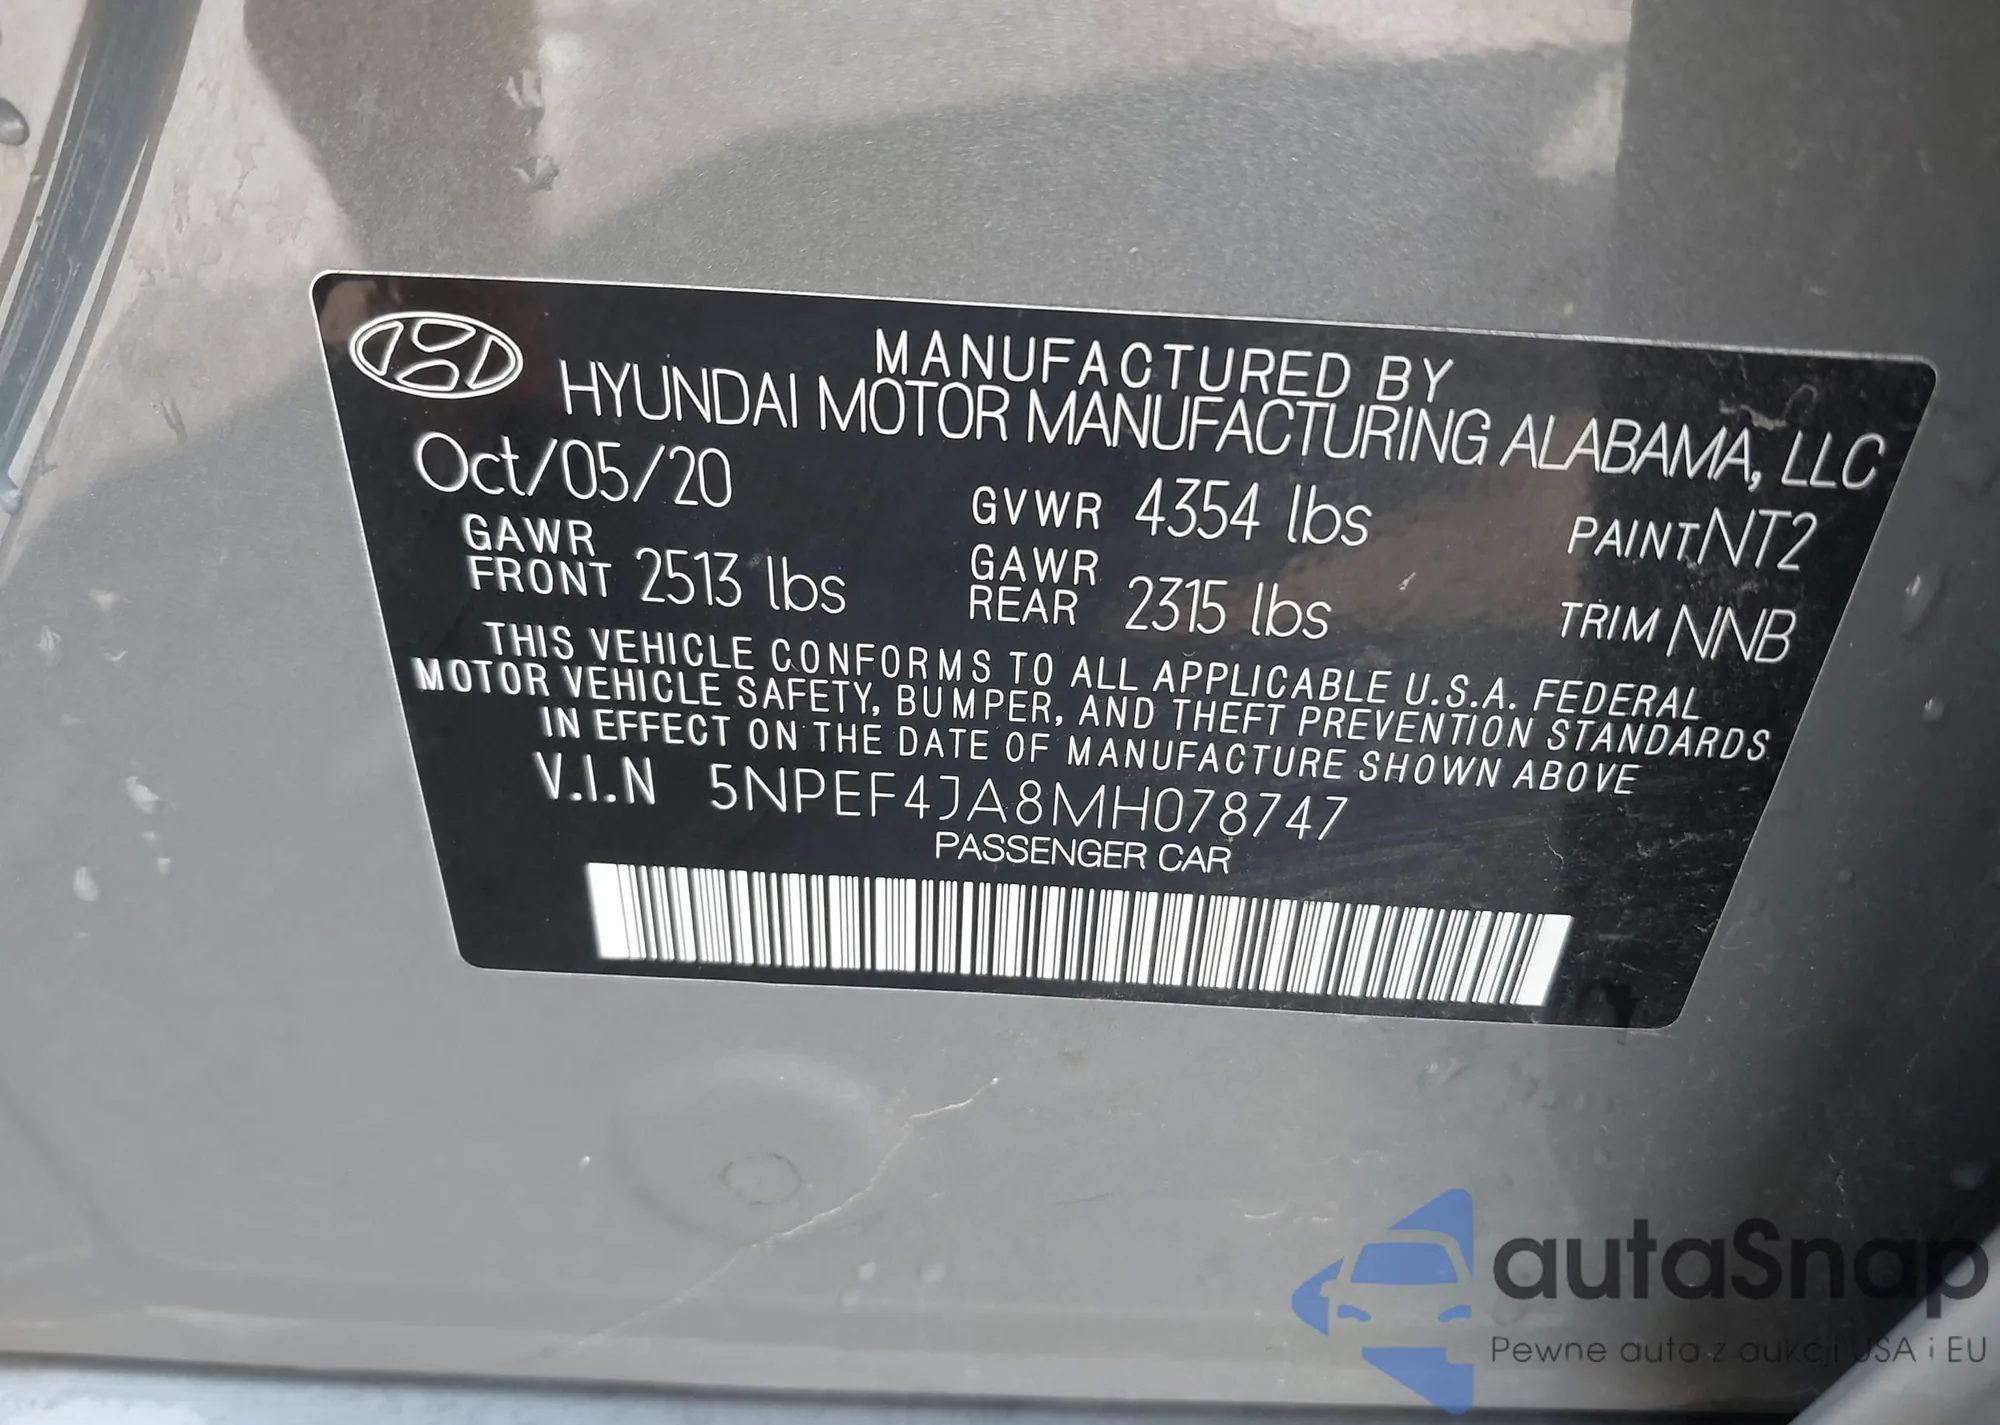 MANUFACTURED BY
HYUNDAI MOTOR MANUFACTURING ALABAMA, LLC
Oct/05/20 GVWR 4354 lbs PAINT NT2
GAWR FRONT 2513 lbs GAWR REAR 2315 lbs TRIM NNB
THIS VEHICLE CONFORMS TO ALL APPLICABLE U.S.A. FEDERAL
MOTOR VEHICLE SAFETY, BUMPER, AND THEFT PREVENTION STANDARDS
IN EFFECT ON THE DATE OF MANUFACTURE SHOWN ABOVE
V.I.N 5NPEF4JA8MH078747
PASSENGER CAR
autaSnap
Pewne auta z aukcji USA i EU